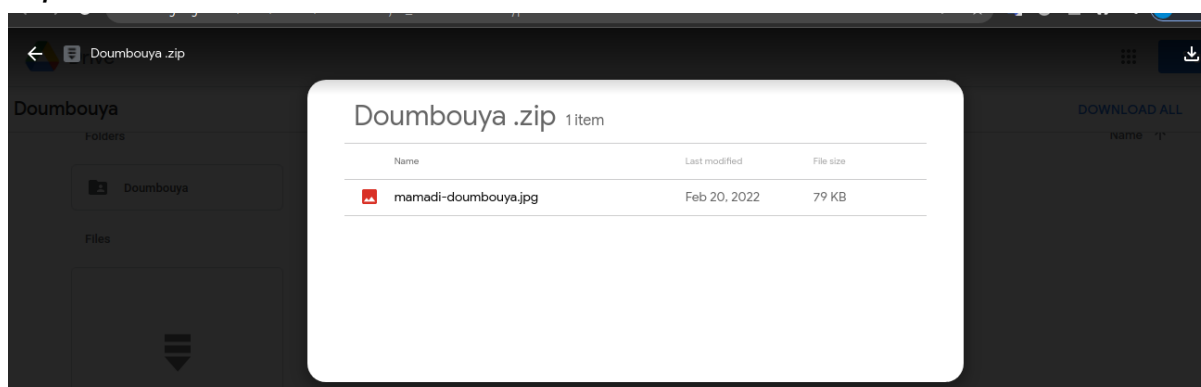 Doumbouya .zip
Doumbouya
DOWNLOAD ALL
Folders
Name
Doumbouya
Files
Doumbouya .zip 1 item
Name Last modified File size
mamadi-doumbouya.jpg Feb 20, 2022 79 KB